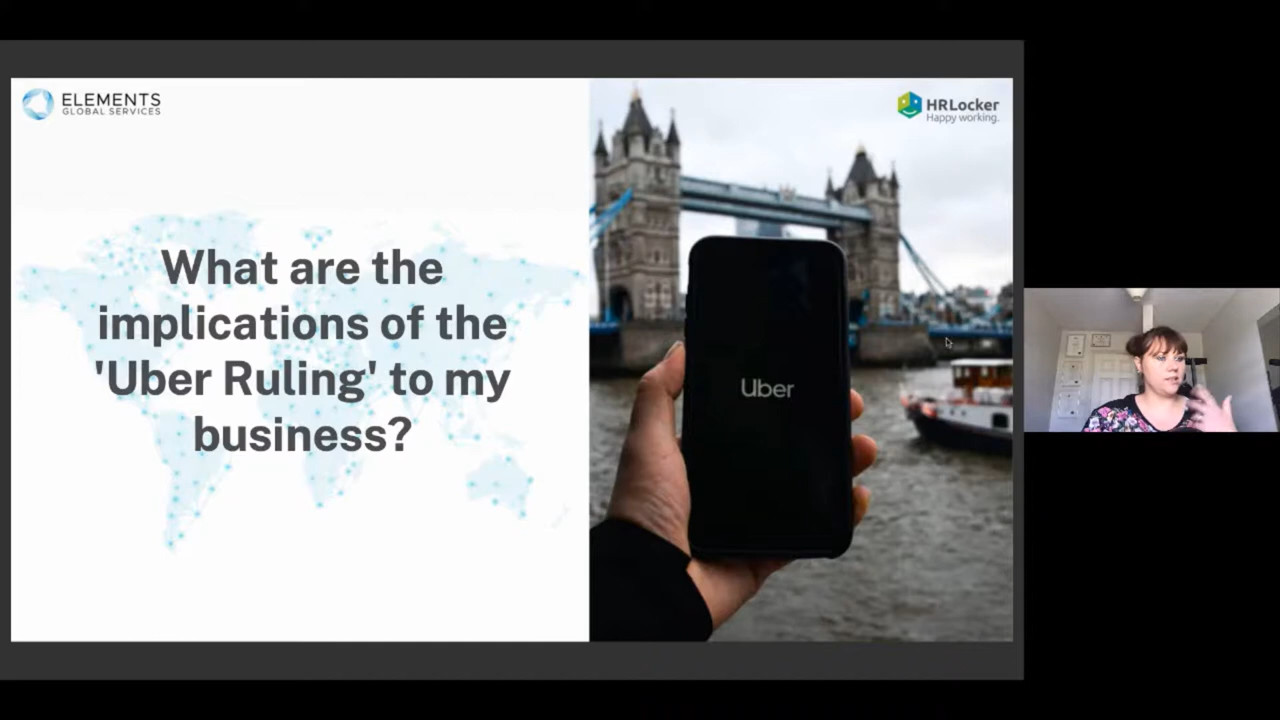 ELEMENTS
GLOBAL SERVICES
HRLocker
Happy working.
What are the
implications of the
'Uber Ruling' to my
business?
Uber